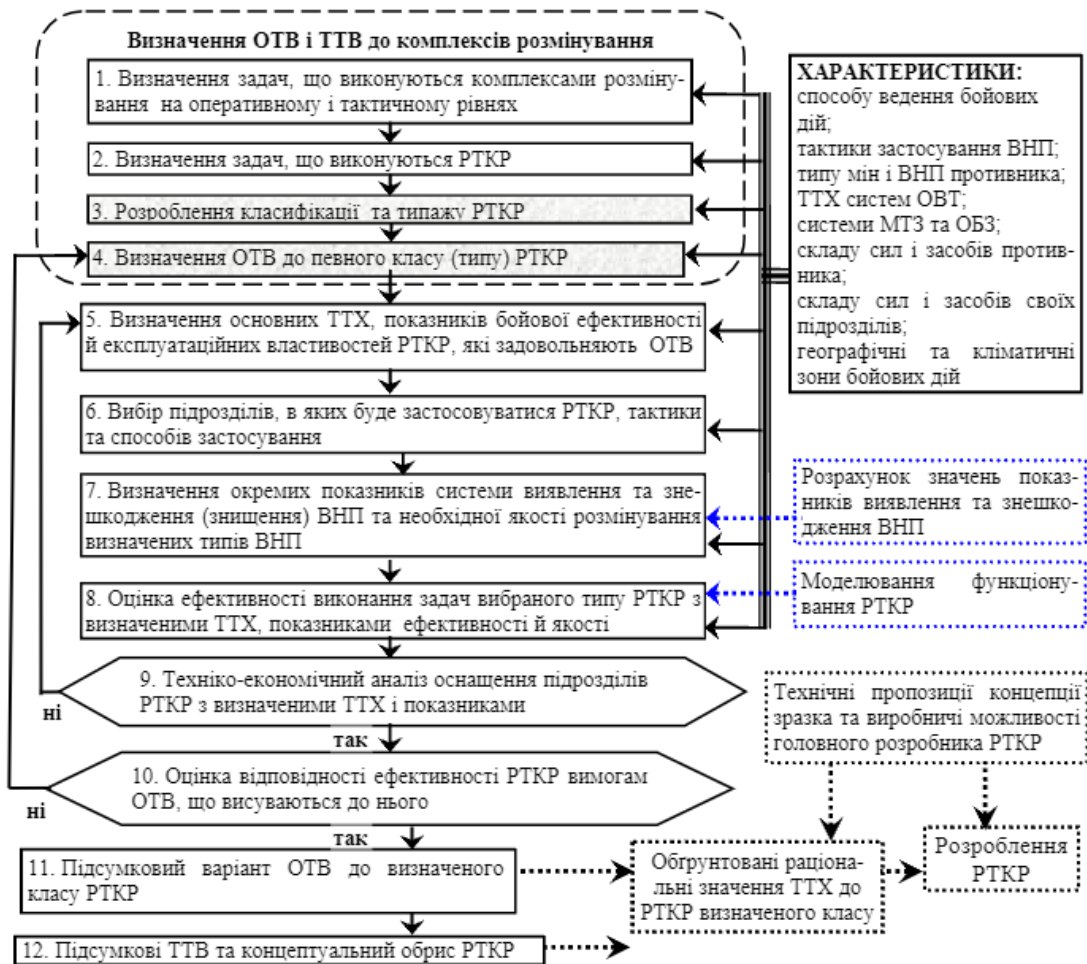 Визначення ОТВ і ТТВ до комплексів розмінування
1. Визначення задач, що виконуються комплексами розміну-
вання на оперативному і тактичному рівнях
2. Визначення задач, що виконуються РТКР
3. Розроблення класифікації та типажу РТКР
4. Визначення ОТВ до певного класу (типу) РТКР
5. Визначення основних ТТХ, показників бойової ефективності
й експлуатаційних властивостей РТКР, які задовольняють ОТВ
6. Вибір підрозділів, в яких буде застосовуватися РТКР, тактики
та способів застосування
7. Визначення окремих показників системи виявлення та зне-
шкодження (знищення) ВНП та необхідної якості розмінування
визначених типів ВНП
8. Оцінка ефективності виконання задач вибраного типу РТКР з
визначеними ТТХ, показниками ефективності й якості
9. Техніко-економічний аналіз оснащення підрозділів
РТКР з визначеними ТТХ і показниками
ні
так
10. Оцінка відповідності ефективності РТКР вимогам
ОТВ, що висуваються до нього
ні
так
11. Підсумковий варіант ОТВ до визначеного
класу РТКР
12. Підсумкові ТТВ та концептуальний обрис РТКР
ХАРАКТЕРИСТИКИ:
способу ведення бойових
дій;
тактики застосування ВНП;
типу мін і ВНП противника;
ТТХ систем ОВТ;
системи МТЗ та ОБЗ;
складу сил і засобів против-
ника;
складу сил і засобів своїх
підрозділів;
географічні та кліматичні
зони бойових дій
Розрахунок значень показ-
ників виявлення та знешко-
дження ВНП
Моделювання функціону-
вання РТКР
Технічні пропозиції концепції
зразка та виробничі можливості
головного розробника РТКР
Обґрунтовані раціона-
льні значення ТТХ до
РТКР визначеного класу
Розроблення
РТКР